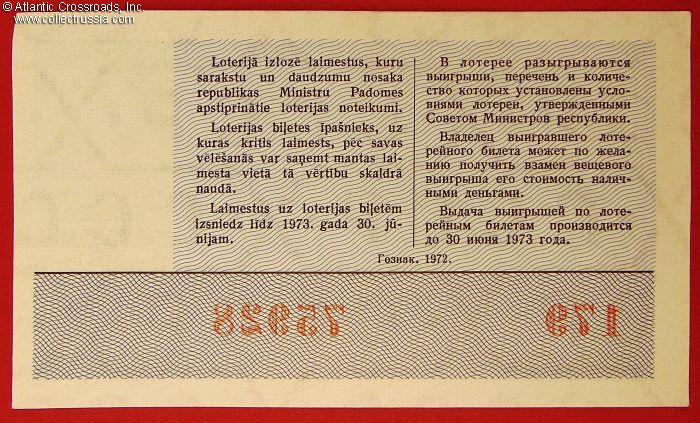 © Atlantic Crossroads, Inc.
www.collectrussia.com
Loterijā izlozē laimestus, kuru
sarakstu un daudzumu nosaka
republikas Ministru Padomes
apstiprinātie loterijas noteikumi.
Loterijas biļetes īpašnieks, uz
kuras kritis laimests, pēc savas
vēlēšanās var saņemt mantas lai-
mesta vietā tā vērtību skaidrā
naudā.
Laimestus uz loterijas biļetēm
izsniedz līdz 1973. gada 30. jū-
nijam.
В лотерее разыгрываются
выигрыши, перечень и количе-
ство которых установлены усло-
виями лотереи, утвержденными
Советом Министров республики.
Владелец выигравшего лоте-
рейного билета может по жела-
нию получить взамен вещевого
выигрыша его стоимость налич-
ными деньгами.
Выдача выигрышей по лоте-
рейным билетам производится
до 30 июня 1973 года.
Гознак. 1972.
75928
179